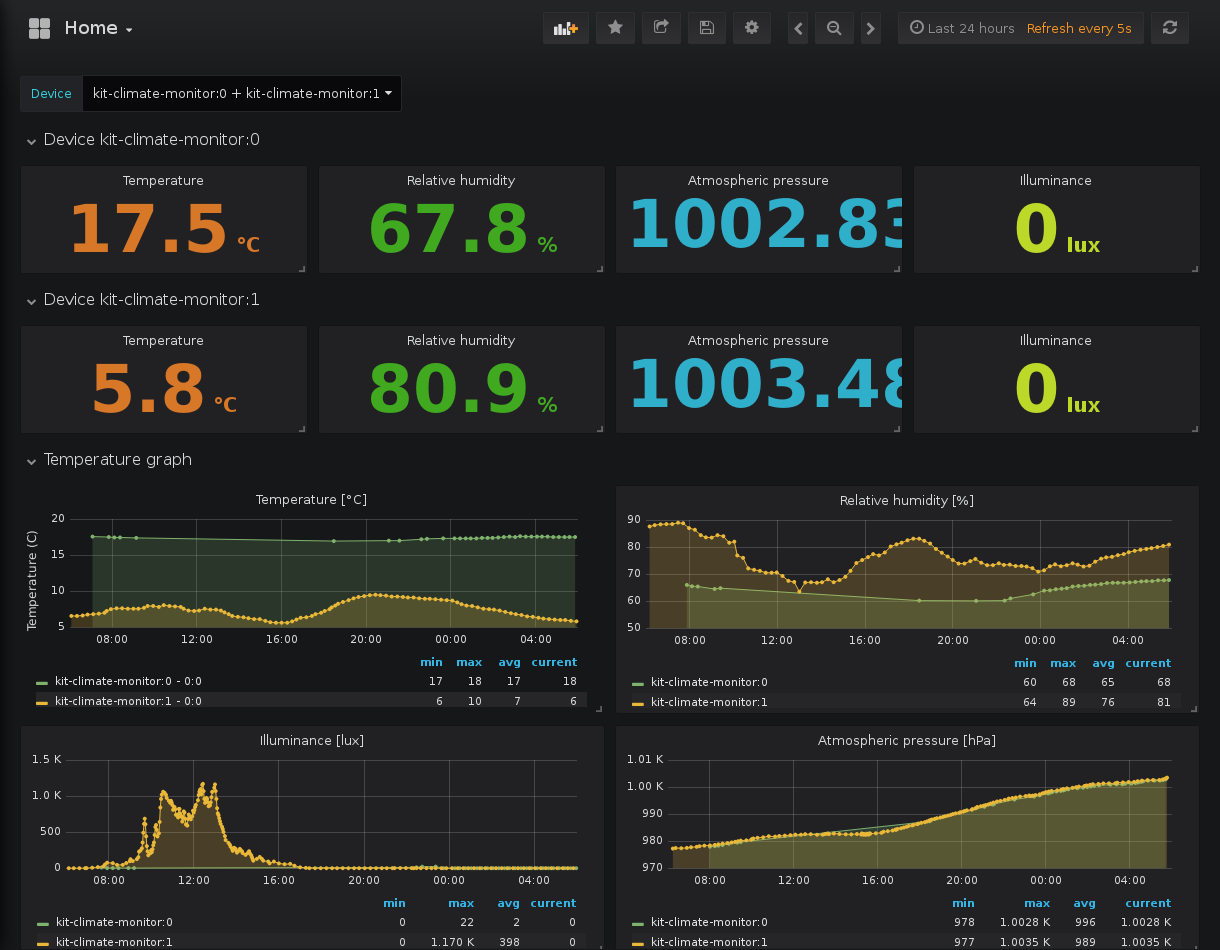 Home
Last 24 hours Refresh every 5s
Device kit-climate-monitor:0 + kit-climate-monitor:1
Device kit-climate-monitor:0
Temperature Relative humidity Atmospheric pressure Illuminance
17.5 °C 67.8 % 1002.83 0 lux
Device kit-climate-monitor:1
Temperature Relative humidity Atmospheric pressure Illuminance
5.8 °C 80.9 % 1003.48 0 lux
Temperature graph
Temperature [°C]
Temperature (C)
20
15
10
5
08:00 12:00 16:00 20:00 00:00 04:00
min max avg current
kit-climate-monitor:0 - 0:0 17 18 17 18
kit-climate-monitor:1 - 0:0 6 10 7 6
Relative humidity [%]
90
80
70
60
50
08:00 12:00 16:00 20:00 00:00 04:00
min max avg current
kit-climate-monitor:0 60 68 65 68
kit-climate-monitor:1 64 89 76 81
Illuminance [lux]
1.5 K
1.0 K
500
0
08:00 12:00 16:00 20:00 00:00 04:00
min max avg current
kit-climate-monitor:0 0 22 2 0
kit-climate-monitor:1 0 1.170 K 398 0
Atmospheric pressure [hPa]
1.01 K
1.00 K
990
980
970
08:00 12:00 16:00 20:00 00:00 04:00
min max avg current
kit-climate-monitor:0 978 1.0028 K 996 1.0028 K
kit-climate-monitor:1 977 1.0035 K 989 1.0035 K